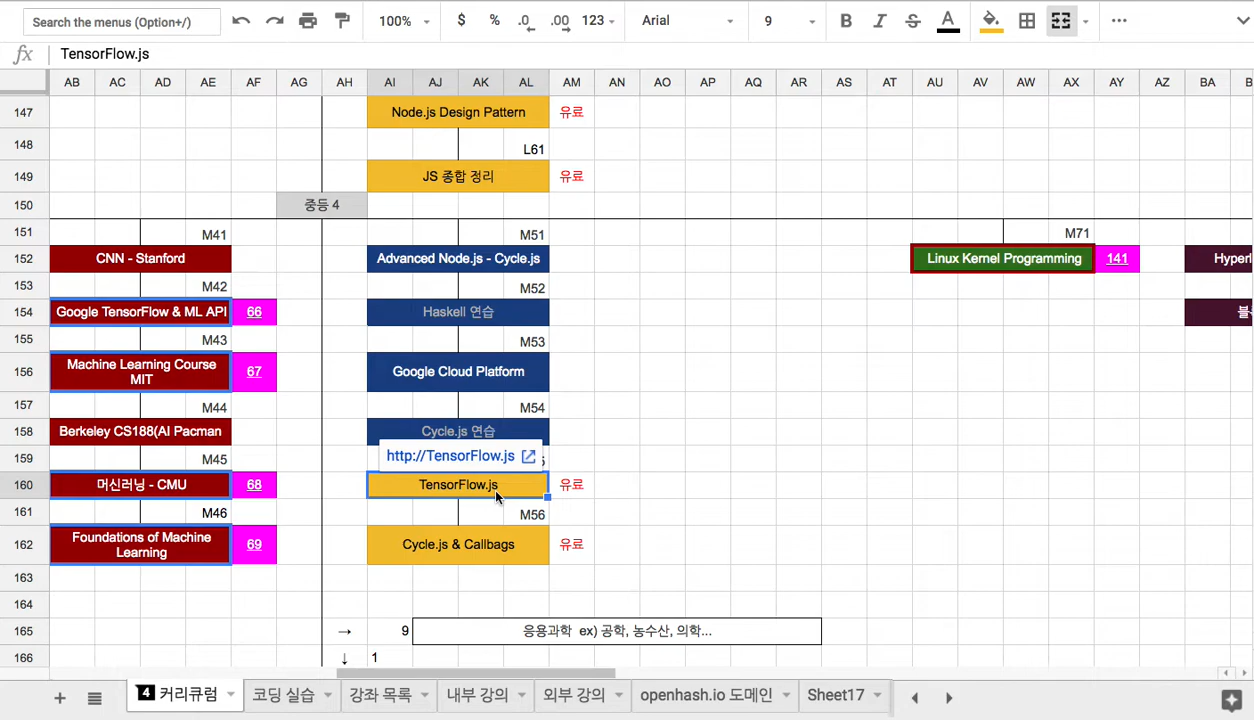 Search the menus (Option+/)
100%
$ % .0 .00 123
Arial
9
B I S A
fx TensorFlow.js
AB AC AD AE AF AG AH AI AJ AK AL AM AN AO AP AQ AR AS AT AU AV AW AX AY AZ BA B
147 Node.js Design Pattern 유료
148 L61
149 JS 종합 정리 유료
150 중등 4
151 M41 M51 M71
152 CNN - Stanford Advanced Node.js - Cycle.js Linux Kernel Programming 141 Hyperl
153 M42 M52
154 Google TensorFlow & ML API 66 Haskell 연습
155 M43 M53
156 Machine Learning Course
MIT 67 Google Cloud Platform
157 M44 M54
158 Berkeley CS188(AI Pacman Cycle.js 연습
159 M45 http://TensorFlow.js
160 머신러닝 - CMU 68 TensorFlow.js 유료
161 M46 M56
162 Foundations of Machine
Learning 69 Cycle.js & Callbags 유료
163
164
165 → 9 응용과학 ex) 공학, 농수산, 의학...
166 ↓ 1
+ 4 커리큐럼 코딩 실습 강좌 목록 내부 강의 외부 강의 openhash.io 도메인 Sheet17